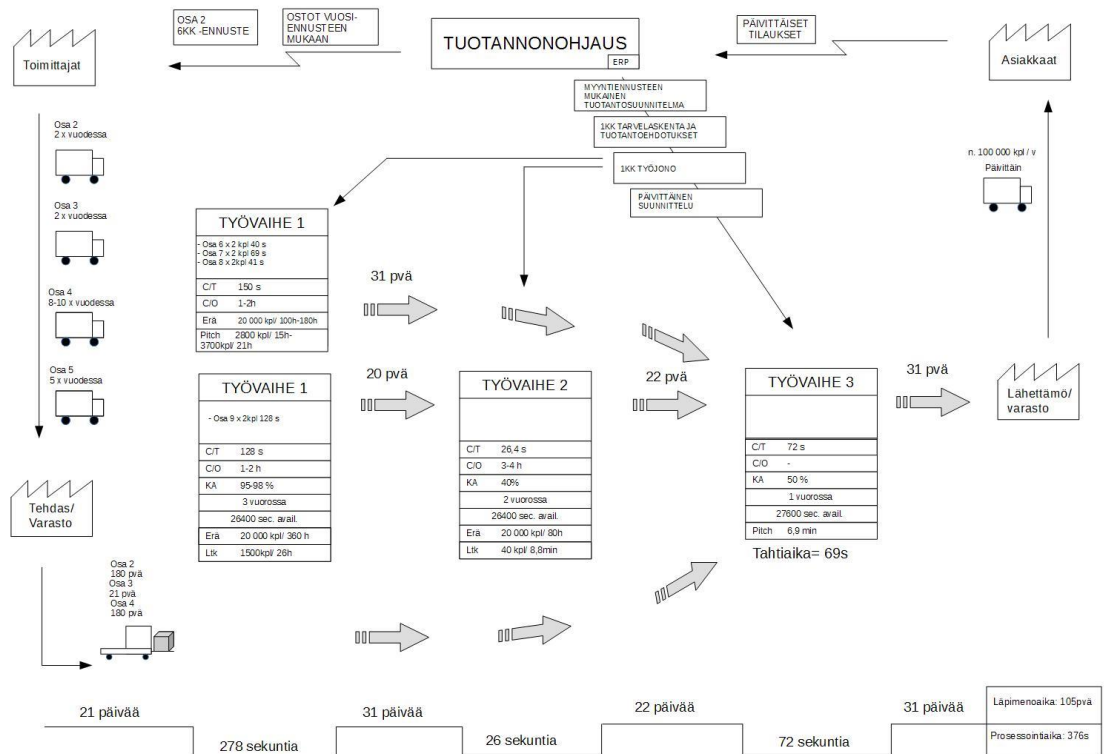 OSA 2
6KK -ENNUSTE
OSTOT VUOSI-
ENNUSTEEN
MUKAAN
TUOTANNONOHJAUS
ERP
PÄIVITTÄISET
TILAUKSET
Toimittajat
Asiakkaat
MYYNTIENNUSTEEN
MUKAINEN
TUOTANTOSUUNNITELMA
1KK TARVELASKENTA JA
TUOTANTOEHDOTUKSET
1KK TYÖJONO
PÄIVITTÄINEN
SUUNNITTELU
Osa 2
2 x vuodessa
Osa 3
2 x vuodessa
Osa 4
8-10 x vuodessa
Osa 5
5 x vuodessa
n. 100 000 kpl / v
Päivittäin
TYÖVAIHE 1
- Osa 6 x 2 kpl 40 s
- Osa 7 x 2 kpl 69 s
- Osa 8 x 2kpl 41 s
C/T 150 s
C/O 1-2h
Erä 20 000 kpl/ 100h-180h
Pitch 2800 kpl/ 15h-
3700kpl/ 21h
31 pvä
TYÖVAIHE 1
- Osa 9 x 2kpl 128 s
C/T 128 s
C/O 1-2 h
KA 95-98 %
3 vuorossa
26400 sec. avail.
Erä 20 000 kpl/ 360 h
Ltk 1500kpl/ 26h
20 pvä
TYÖVAIHE 2
C/T 26,4 s
C/O 3-4 h
KA 40%
2 vuorossa
26400 sec. avail.
Erä 20 000 kpl/ 80h
Ltk 40 kpl/ 8,8min
22 pvä
TYÖVAIHE 3
C/T 72 s
C/O -
KA 50 %
1 vuorossa
27600 sec. avail.
Pitch 6,9 min
Tahtiaika= 69s
31 pvä
Lähettämö/
varasto
Tehdas/
Varasto
Osa 2
180 pvä
Osa 3
21 pvä
Osa 4
180 pvä
21 päivää
278 sekuntia
31 päivää
26 sekuntia
22 päivää
72 sekuntia
31 päivää
Läpimenoaika: 105pvä
Prosessointiaika: 376s